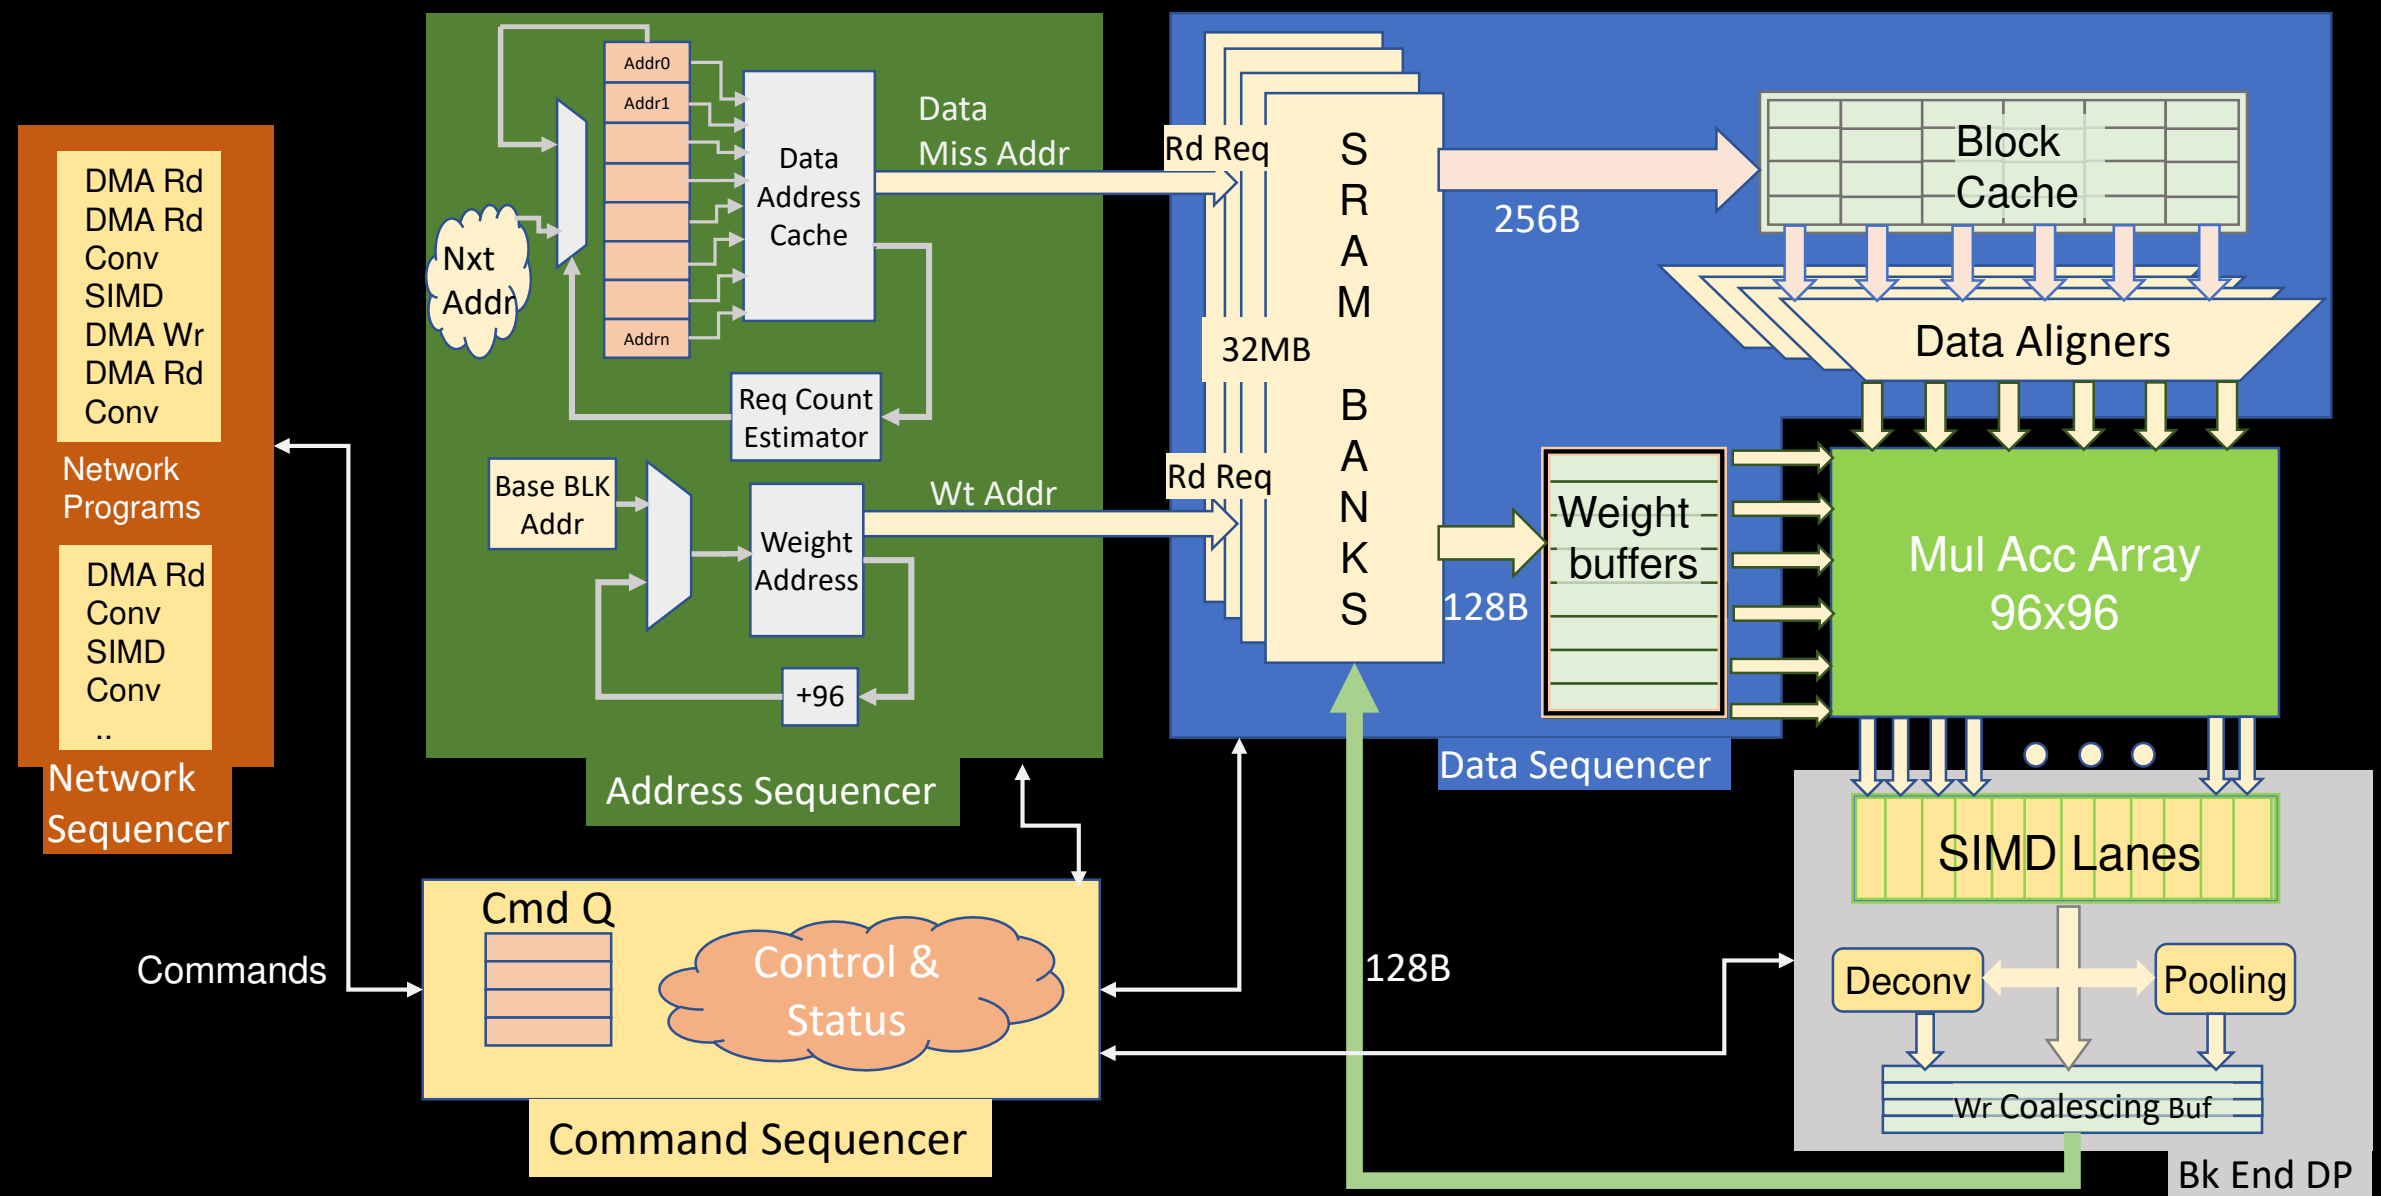 DMA Rd
DMA Rd
Conv
SIMD
DMA Wr
DMA Rd
Conv
Network
Programs
DMA Rd
Conv
SIMD
Conv
..
Network
Sequencer
Commands
Addr0
Addr1
Addrn
Nxt
Addr
Data
Address
Cache
Req Count
Estimator
Data
Miss Addr
Base BLK
Addr
Weight
Address
+96
Wt Addr
Address Sequencer
Rd Req
Rd Req
32MB
SRAM
BANKS
256B
128B
Block
Cache
Data Aligners
Weight
buffers
Mul Acc Array
96x96
Data Sequencer
Cmd Q
Control &
Status
Command Sequencer
128B
SIMD Lanes
Deconv
Pooling
Wr Coalescing Buf
Bk End DP